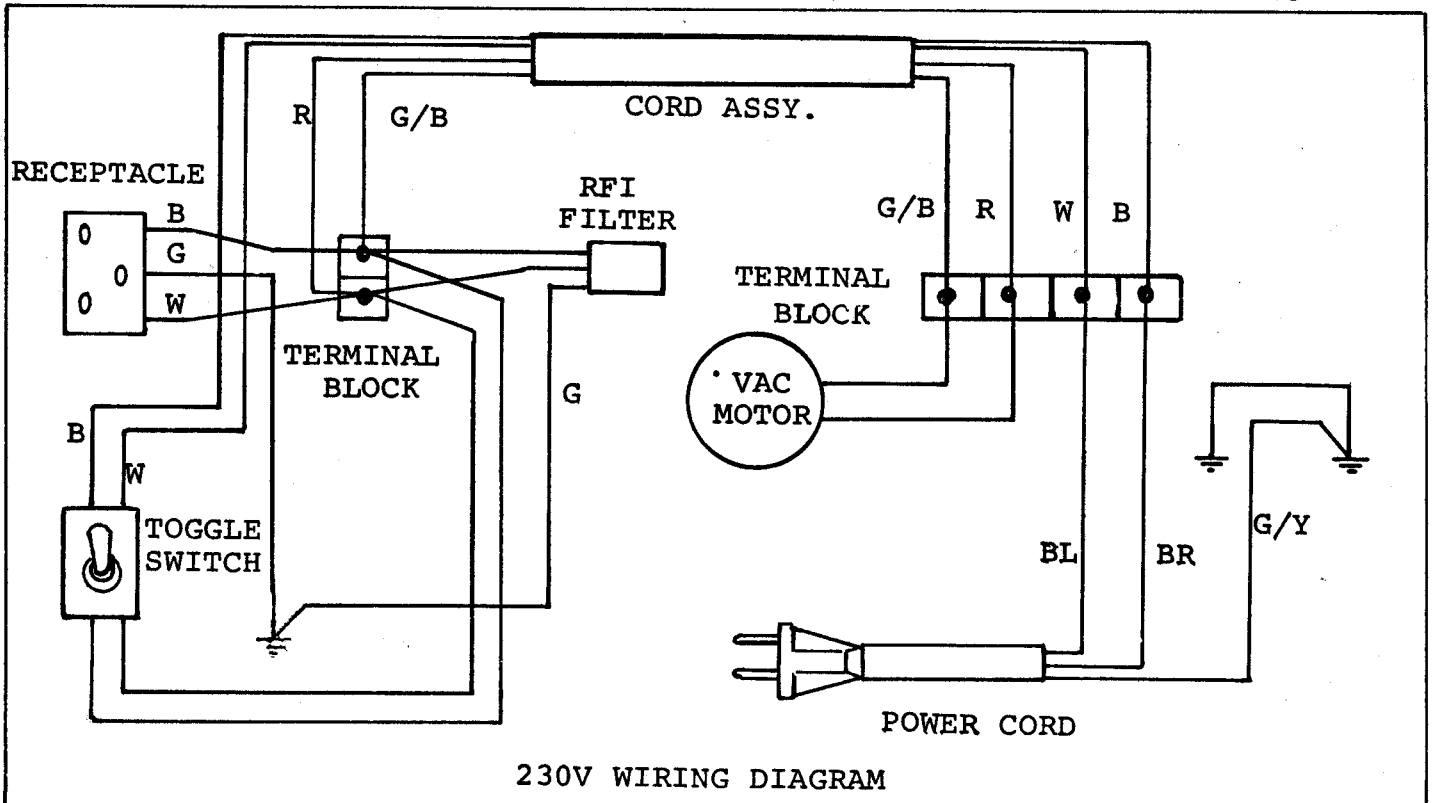 CORD ASSY.
R
G/B
RECEPTACLE
B
G
W
RFI
FILTER
G/B
R
W
B
TERMINAL
BLOCK
TERMINAL
BLOCK
G
VAC
MOTOR
B
W
TOGGLE
SWITCH
BL
BR
G/Y
POWER CORD
230V WIRING DIAGRAM